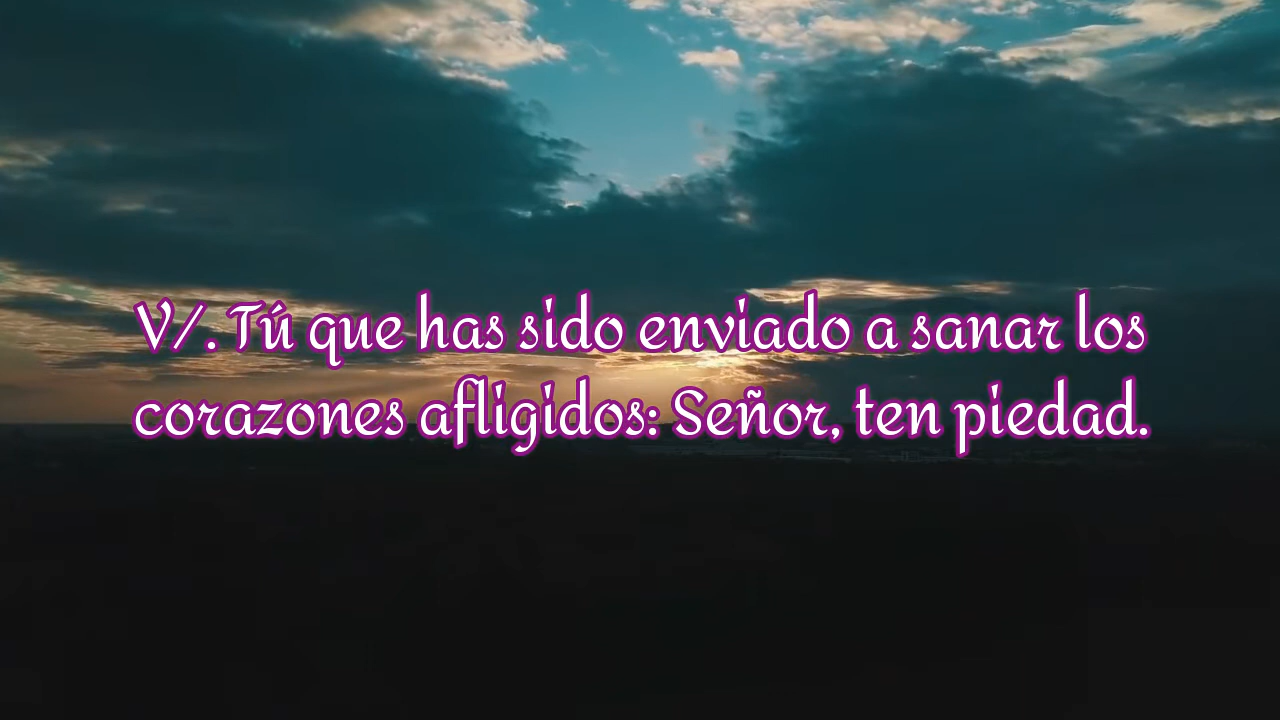 V/. Tú que has sido enviado a sanar los
corazones afligidos: Señor, ten piedad.